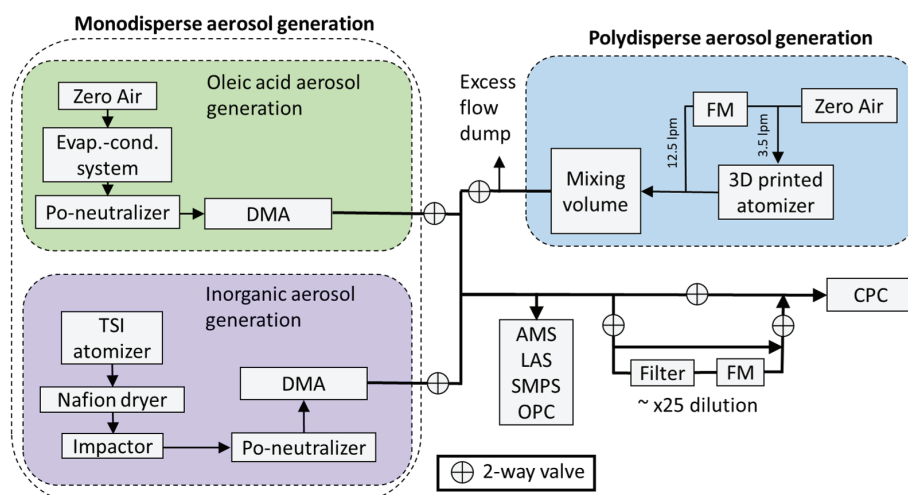 Monodisperse aerosol generation
Oleic acid aerosol
generation
Zero Air
Evap.-cond.
system
Po-neutralizer
DMA
Inorganic aerosol
generation
TSI
atomizer
Nafion dryer
Impactor
Po-neutralizer
DMA
Polydisperse aerosol generation
Excess
flow
dump
Mixing
volume
12.5 lpm
FM
3.5 lpm
Zero Air
3D printed
atomizer
AMS
LAS
SMPS
OPC
CPC
Filter
FM
~ x25 dilution
2-way valve